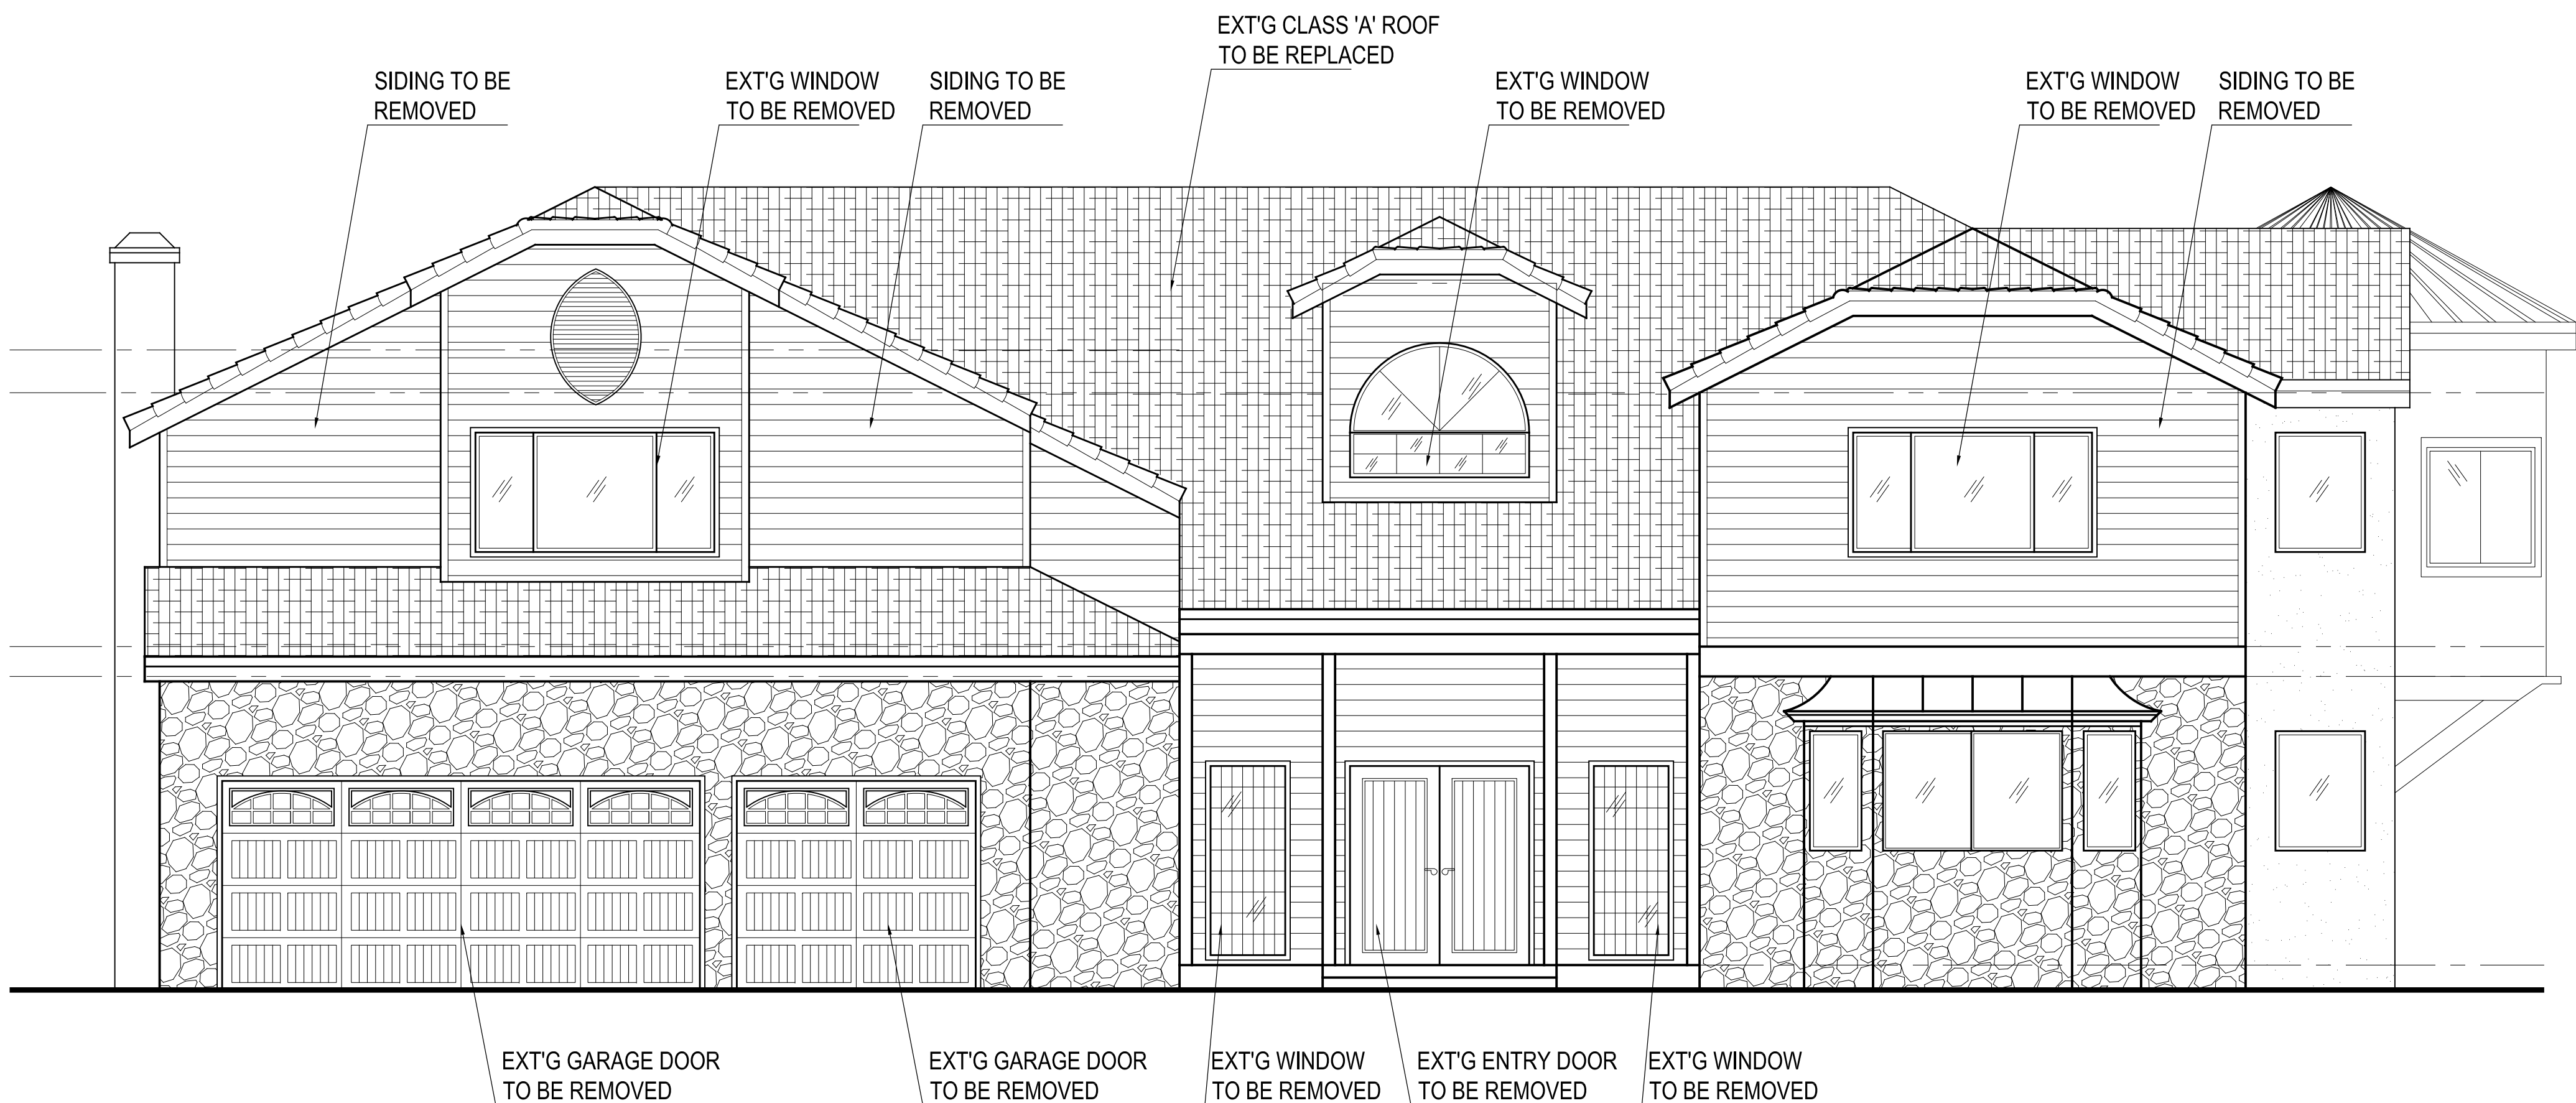 EXT'G CLASS 'A' ROOF
TO BE REPLACED
SIDING TO BE
REMOVED
EXT'G WINDOW
TO BE REMOVED
SIDING TO BE
REMOVED
EXT'G WINDOW
TO BE REMOVED
EXT'G WINDOW
TO BE REMOVED
SIDING TO BE
REMOVED
EXT'G GARAGE DOOR
TO BE REMOVED
EXT'G GARAGE DOOR
TO BE REMOVED
EXT'G WINDOW
TO BE REMOVED
EXT'G ENTRY DOOR
TO BE REMOVED
EXT'G WINDOW
TO BE REMOVED